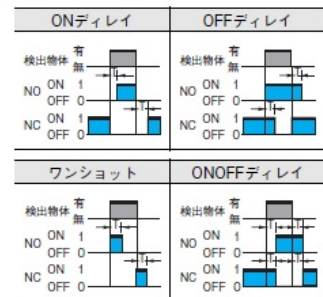 ONディレイ
有
検出物体
無
T
NO ON 1
OFF 0
T
NC ON 1
OFF 0
OFFディレイ
有
検出物体
無
T
NO ON 1
OFF 0
T
NC ON 1
OFF 0
ワンショット
有
検出物体
無
T
NO ON 1
OFF 0
T
NC ON 1
OFF 0
ONOFFディレイ
有
検出物体
無
T T
NO ON 1
OFF 0
T T
NC ON 1
OFF 0